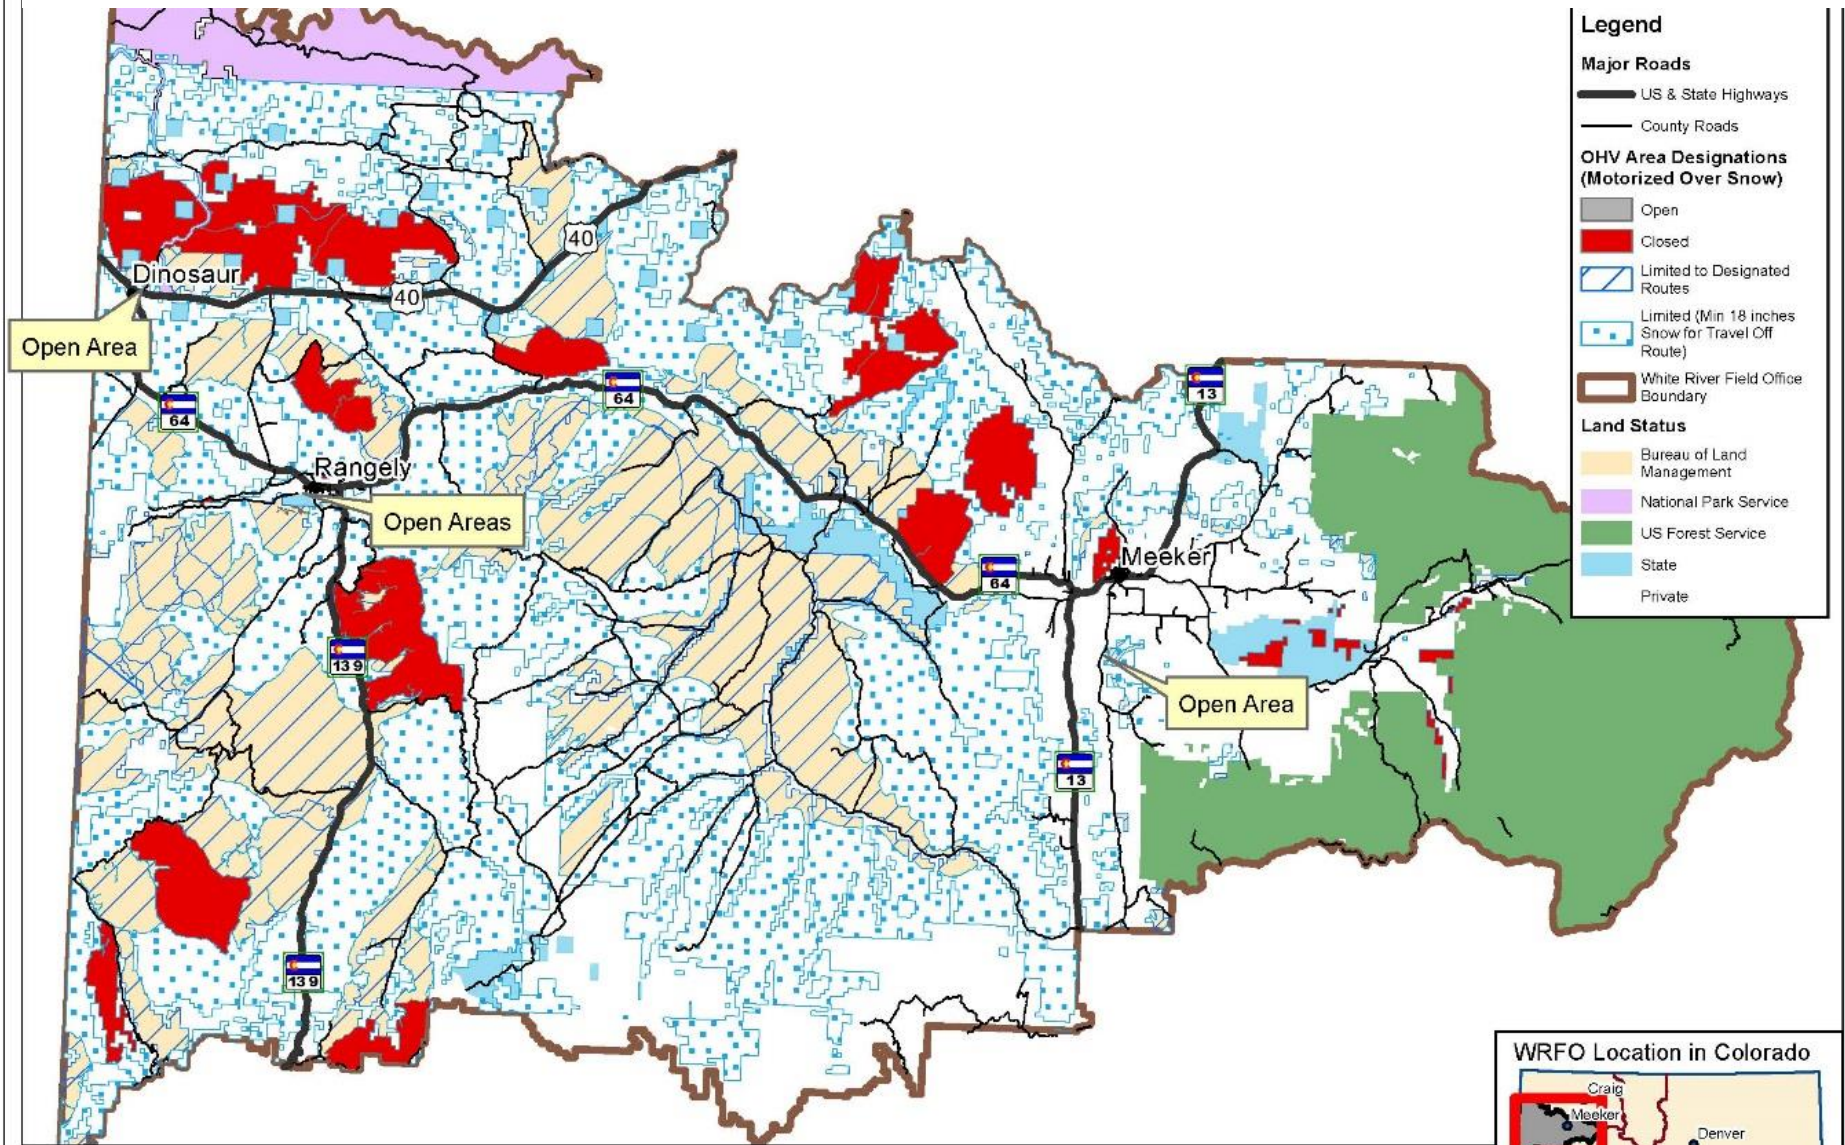 Legend
Major Roads
US & State Highways
County Roads
OHV Area Designations
(Motorized Over Snow)
Open
Closed
Limited to Designated
Routes
Limited (Min 18 inches
Snow for Travel Off
Route)
White River Field Office
Boundary
Land Status
Bureau of Land
Management
National Park Service
US Forest Service
State
Private
40
Dinosaur
40
Open Area
64
64
13
Rangely
Open Areas
Meeker
64
139
Open Area
13
139
WRFO Location in Colorado
Craig
Meeker
Denver